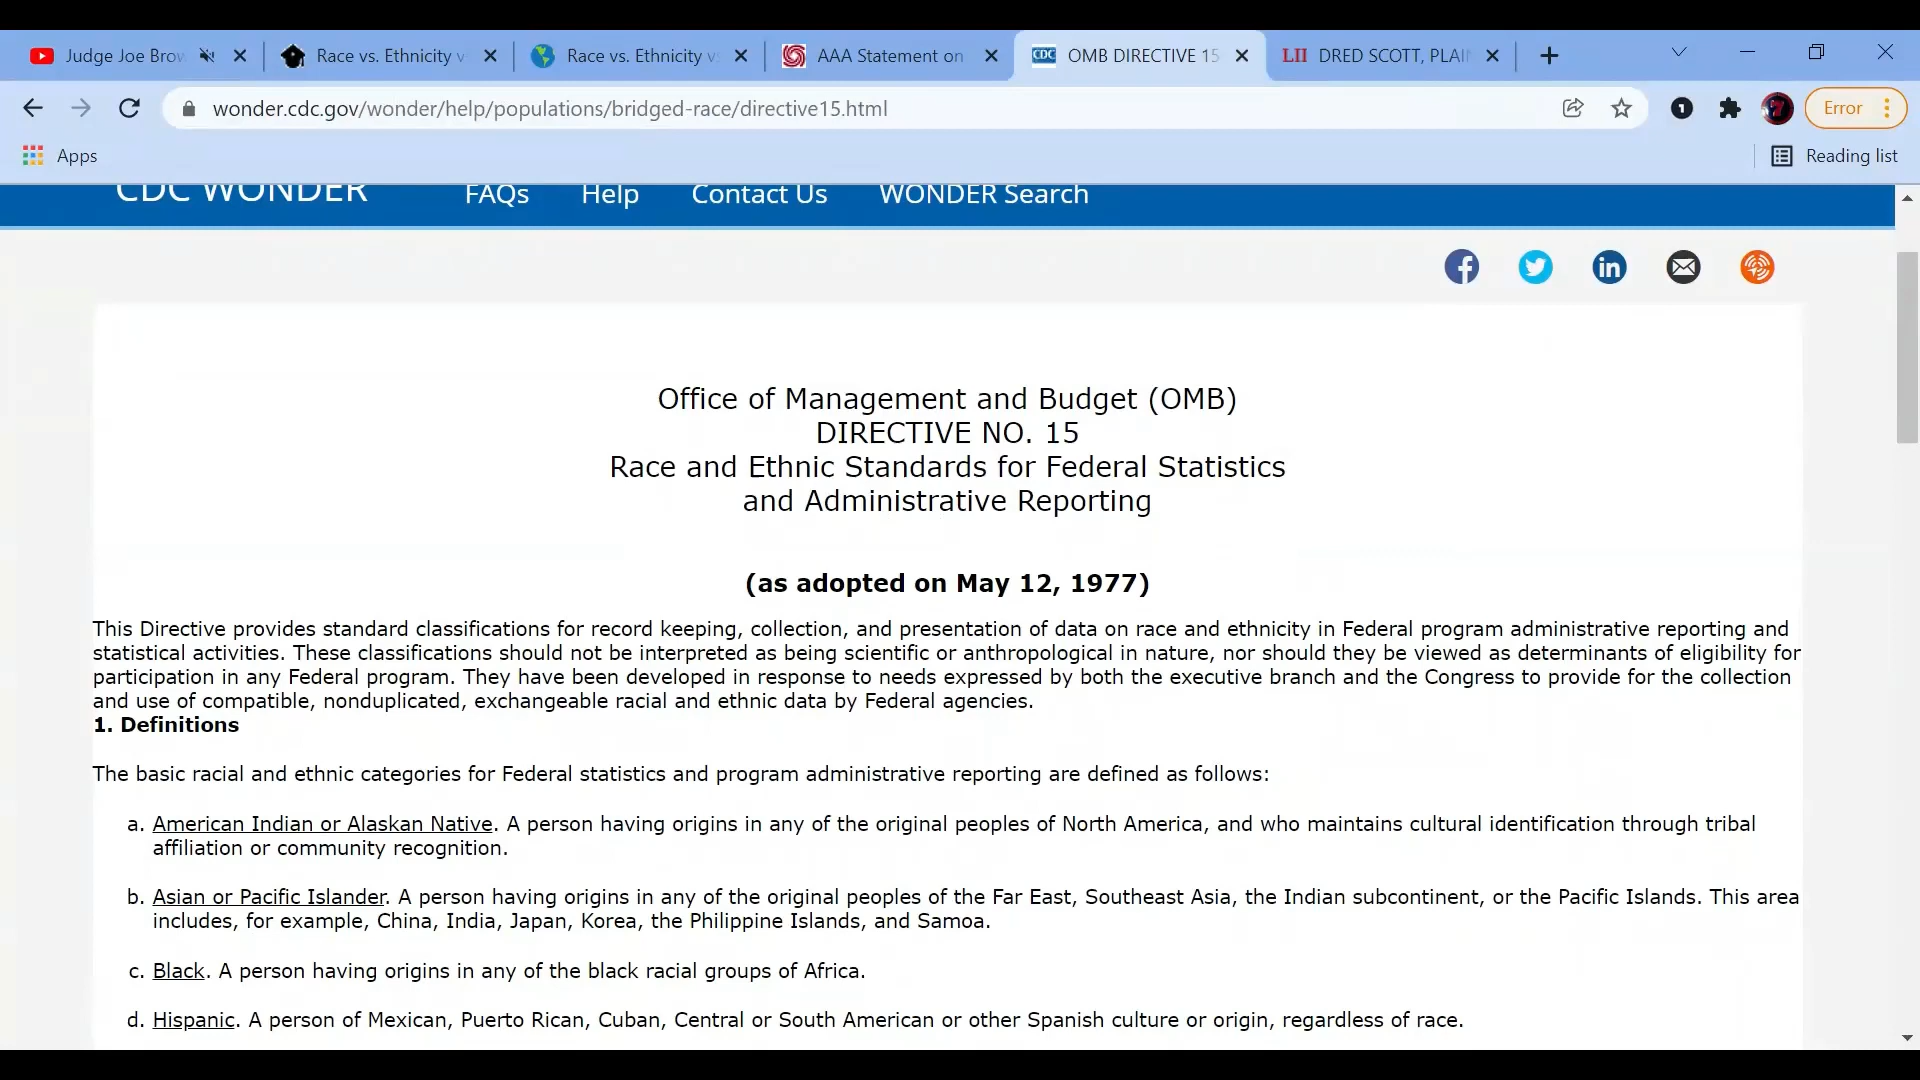 Judge Joe Brow
Race vs. Ethnicity v
Race vs. Ethnicity vs
AAA Statement on
CDC
OMB DIRECTIVE 15
LII
DRED SCOTT, PLAI
wonder.cdc.gov/wonder/help/populations/bridged-race/directive15.html
Error
Apps
Reading list
CDC WONDER
FAQs
Help
Contact Us
WONDER Search
Office of Management and Budget (OMB)
DIRECTIVE NO. 15
Race and Ethnic Standards for Federal Statistics
and Administrative Reporting
(as adopted on May 12, 1977)
This Directive provides standard classifications for record keeping, collection, and presentation of data on race and ethnicity in Federal program administrative reporting and
statistical activities. These classifications should not be interpreted as being scientific or anthropological in nature, nor should they be viewed as determinants of eligibility for
participation in any Federal program. They have been developed in response to needs expressed by both the executive branch and the Congress to provide for the collection
and use of compatible, nonduplicated, exchangeable racial and ethnic data by Federal agencies.
1. Definitions
The basic racial and ethnic categories for Federal statistics and program administrative reporting are defined as follows:
a. American Indian or Alaskan Native. A person having origins in any of the original peoples of North America, and who maintains cultural identification through tribal
affiliation or community recognition.
b. Asian or Pacific Islander. A person having origins in any of the original peoples of the Far East, Southeast Asia, the Indian subcontinent, or the Pacific Islands. This area
includes, for example, China, India, Japan, Korea, the Philippine Islands, and Samoa.
c. Black. A person having origins in any of the black racial groups of Africa.
d. Hispanic. A person of Mexican, Puerto Rican, Cuban, Central or South American or other Spanish culture or origin, regardless of race.